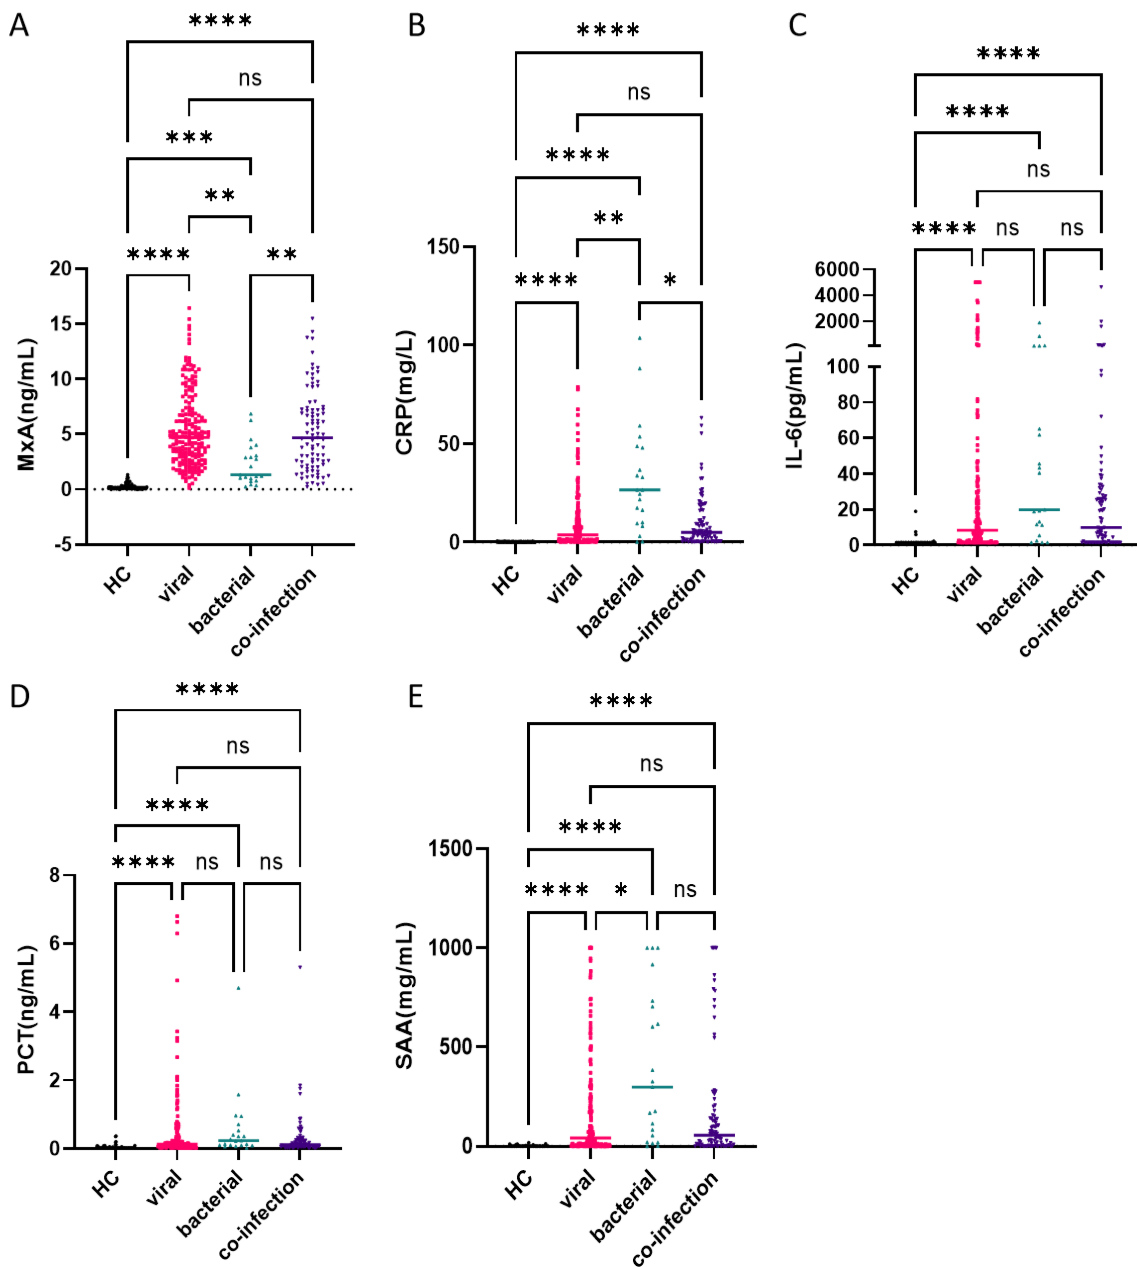 A
****
ns
***
**
**** **
20
15
10
5
0
-5
MxA(ng/mL)
HC
viral
bacterial
co-infection
B
****
ns
****
**
**** *
150
100
50
0
CRP(mg/L)
HC
viral
bacterial
co-infection
C
****
****
ns
**** ns ns
6000
4000
2000
100
80
60
40
20
0
IL-6(pg/mL)
HC
viral
bacterial
co-infection
D
****
ns
****
**** ns ns
8
6
4
2
0
PCT(ng/mL)
HC
viral
bacterial
co-infection
E
****
ns
****
**** * ns
1500
1000
500
0
SAA(mg/mL)
HC
viral
bacterial
co-infection